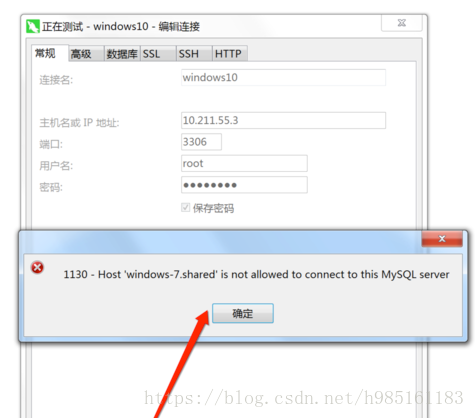 正在测试 - windows10 - 编辑连接
常规 高级 数据库 SSL SSH HTTP
连接名: windows10
主机名或 IP 地址: 10.211.55.3
端口: 3306
用户名: root
密码: ●●●●●●●●
保存密码
1130 - Host 'windows-7.shared' is not allowed to connect to this MySQL server
确定
https://blog.csdn.net/h985161183